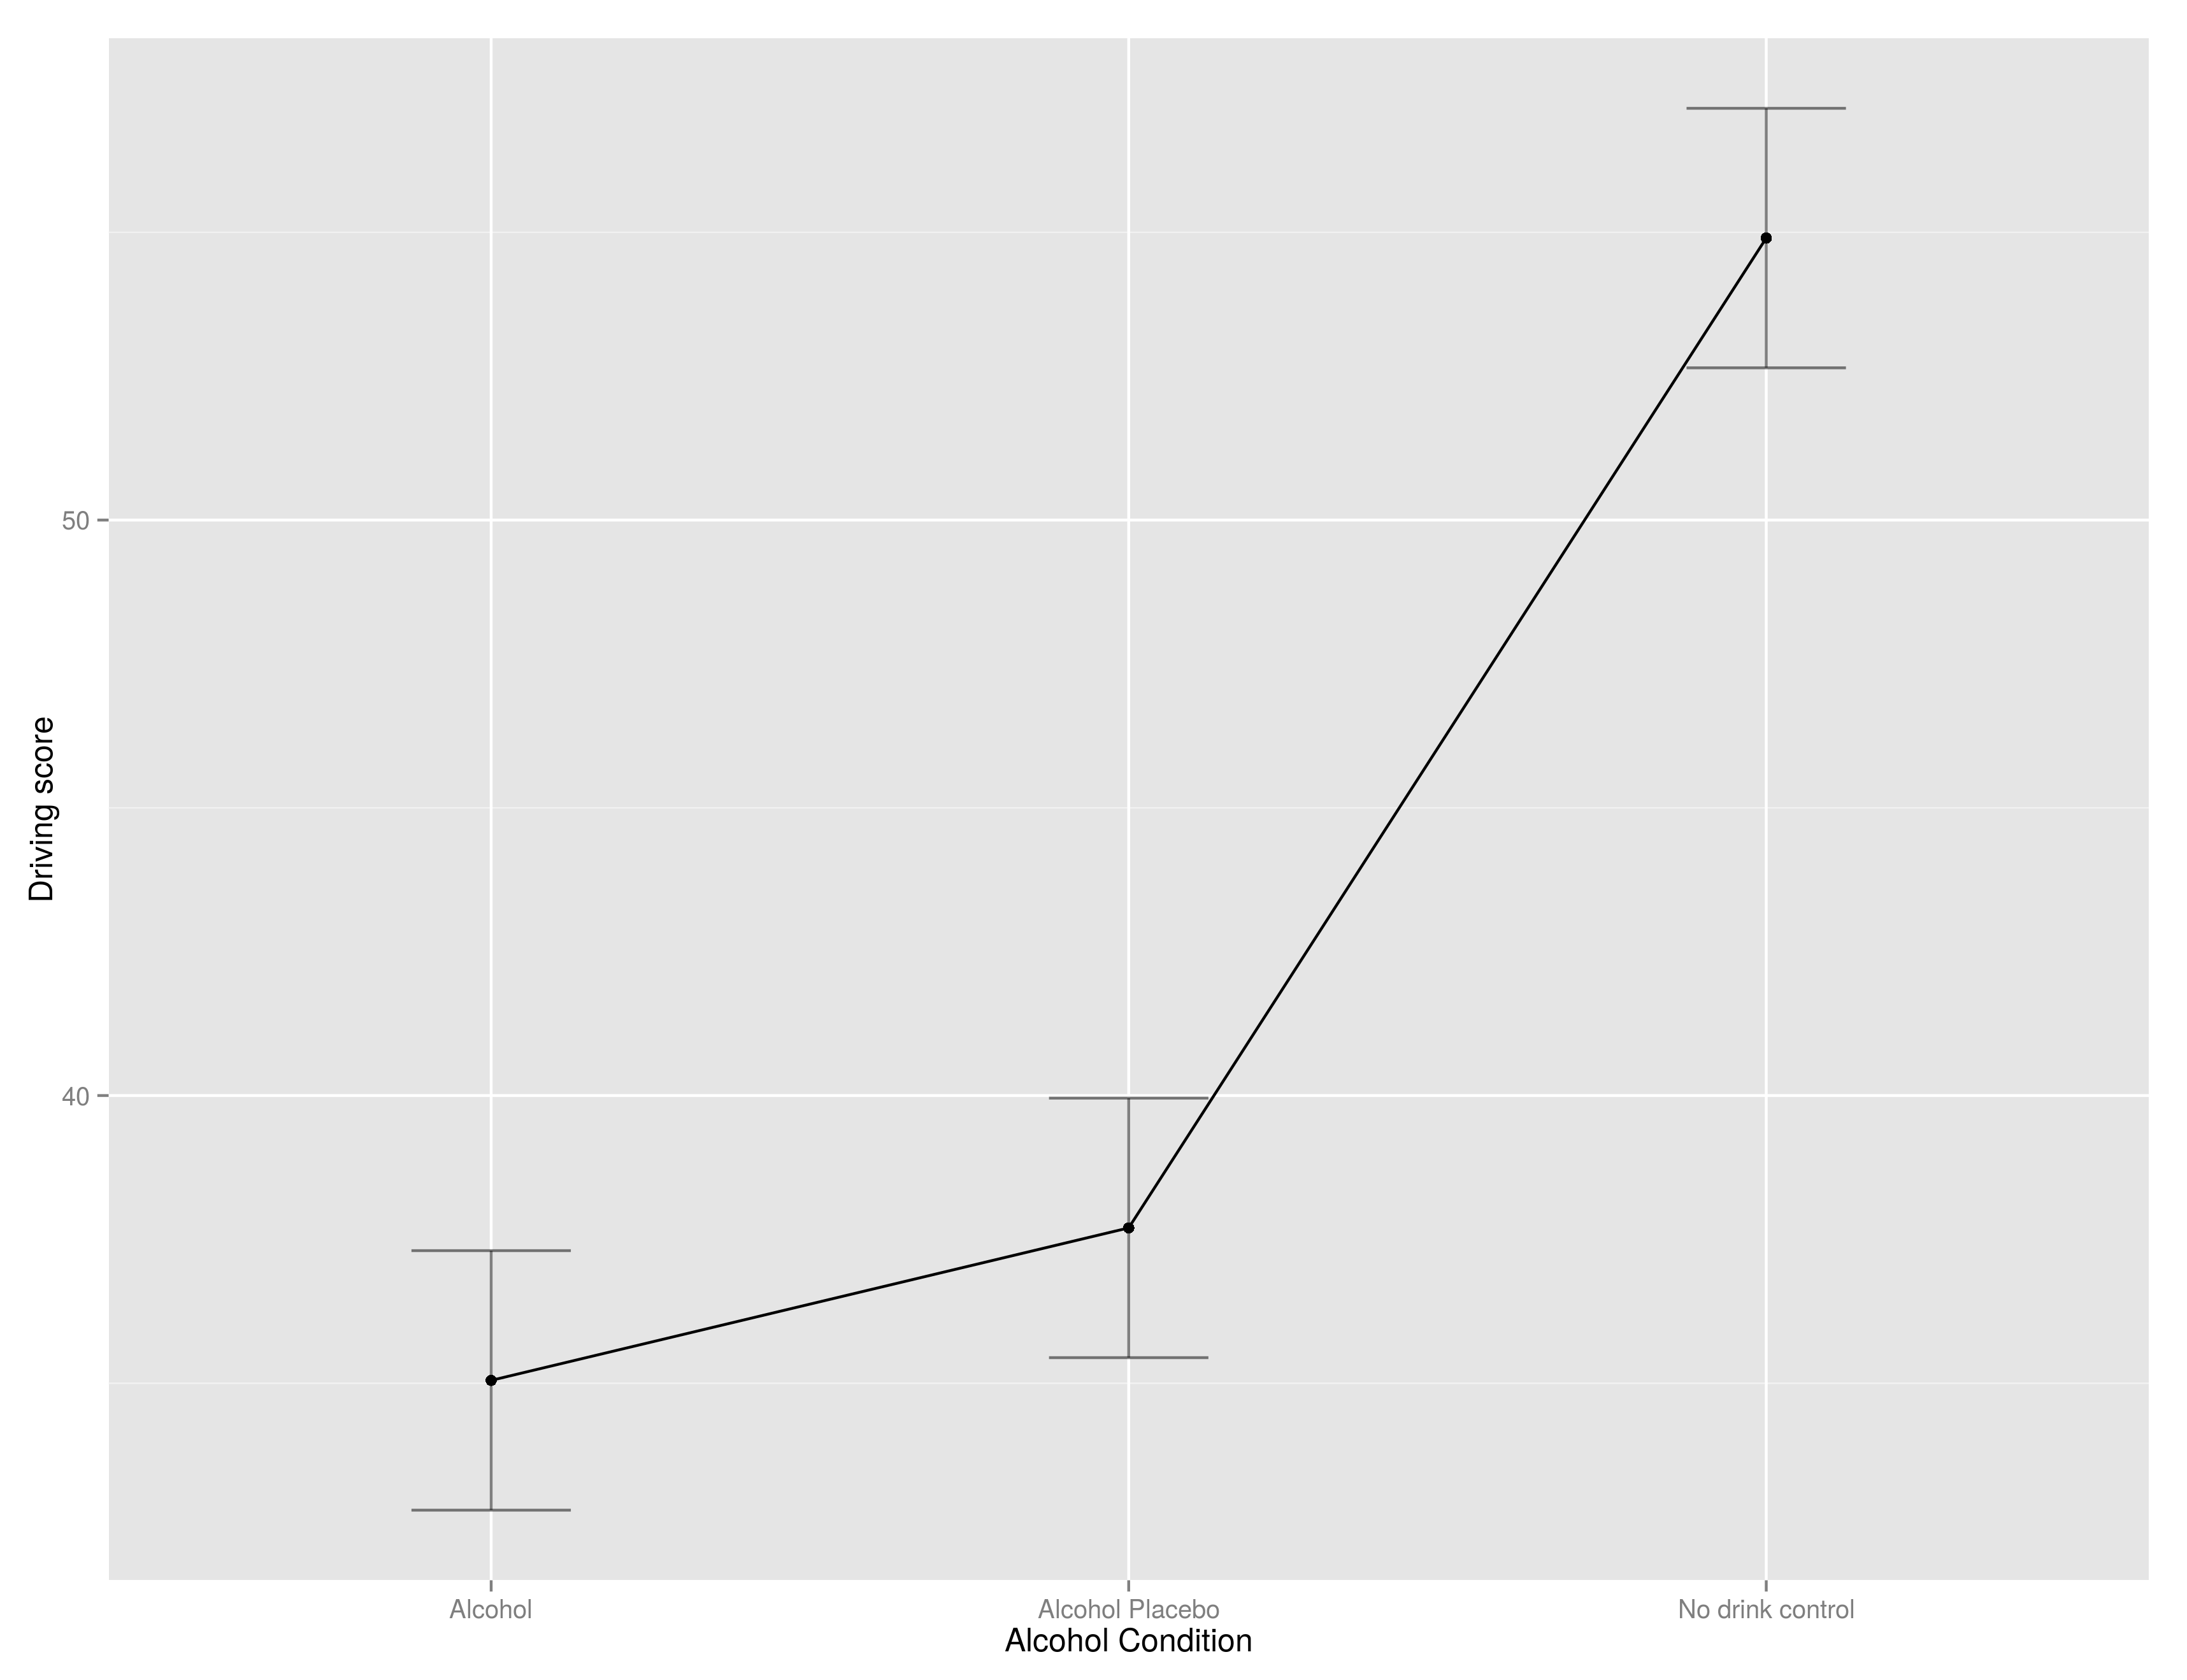 Driving score
50
40
Alcohol
Alcohol Placebo
No drink control
Alcohol Condition